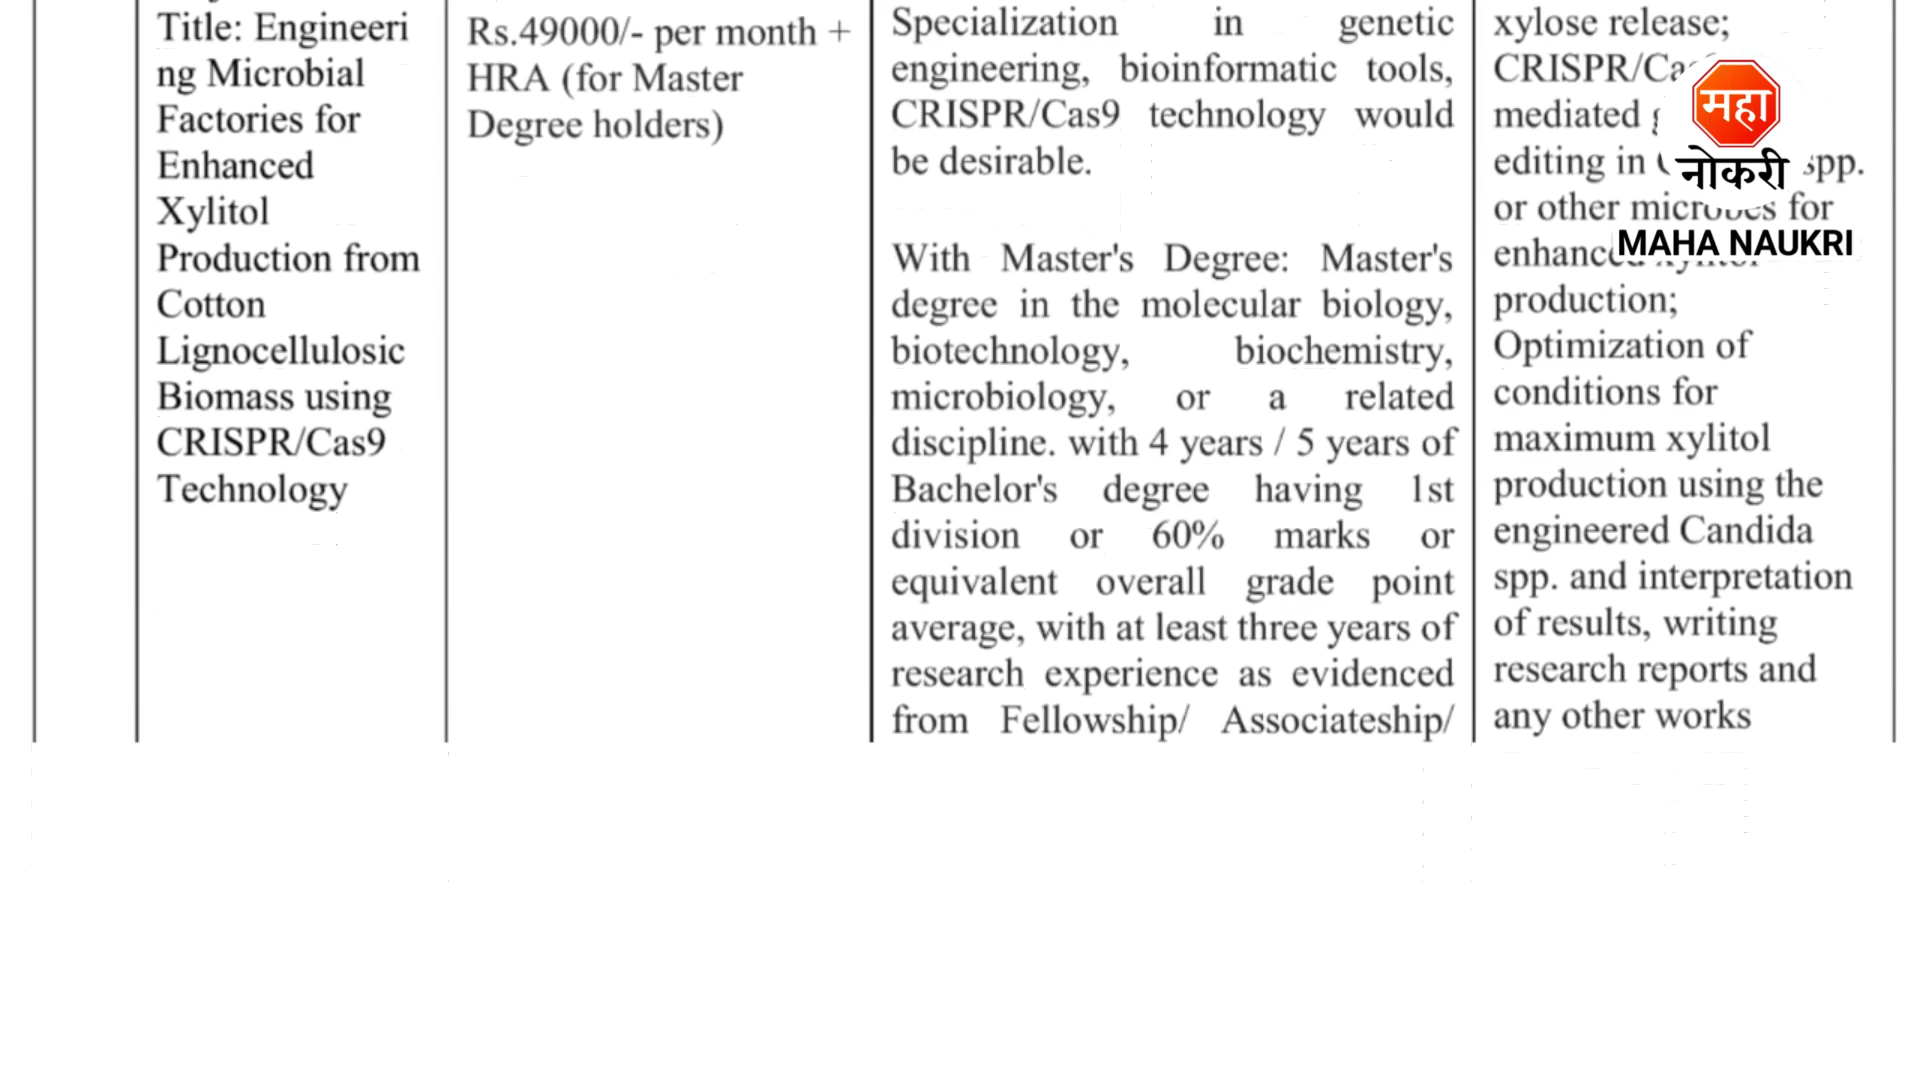 Title: Engineeri
ng Microbial
Factories for
Enhanced
Xylitol
Production from
Cotton
Lignocellulosic
Biomass using
CRISPR/Cas9
Technology
Rs.49000/- per month +
HRA (for Master
Degree holders)
Specialization in genetic
engineering, bioinformatic tools,
CRISPR/Cas9 technology would
be desirable.
With Master's Degree: Master's
degree in the molecular biology,
biotechnology, biochemistry,
microbiology, or a related
discipline. with 4 years / 5 years of
Bachelor's degree having 1st
division or 60% marks or
equivalent overall grade point
average, with at least three years of
research experience as evidenced
from Fellowship/ Associateship/
xylose release;
mediated
editing in spp.
or other microbes for
production;
Optimization of
conditions for
maximum xylitol
production using the
engineered Candida
spp. and interpretation
of results, writing
research reports and
any other works
महा
नोकरी
MAHA NAUKRI